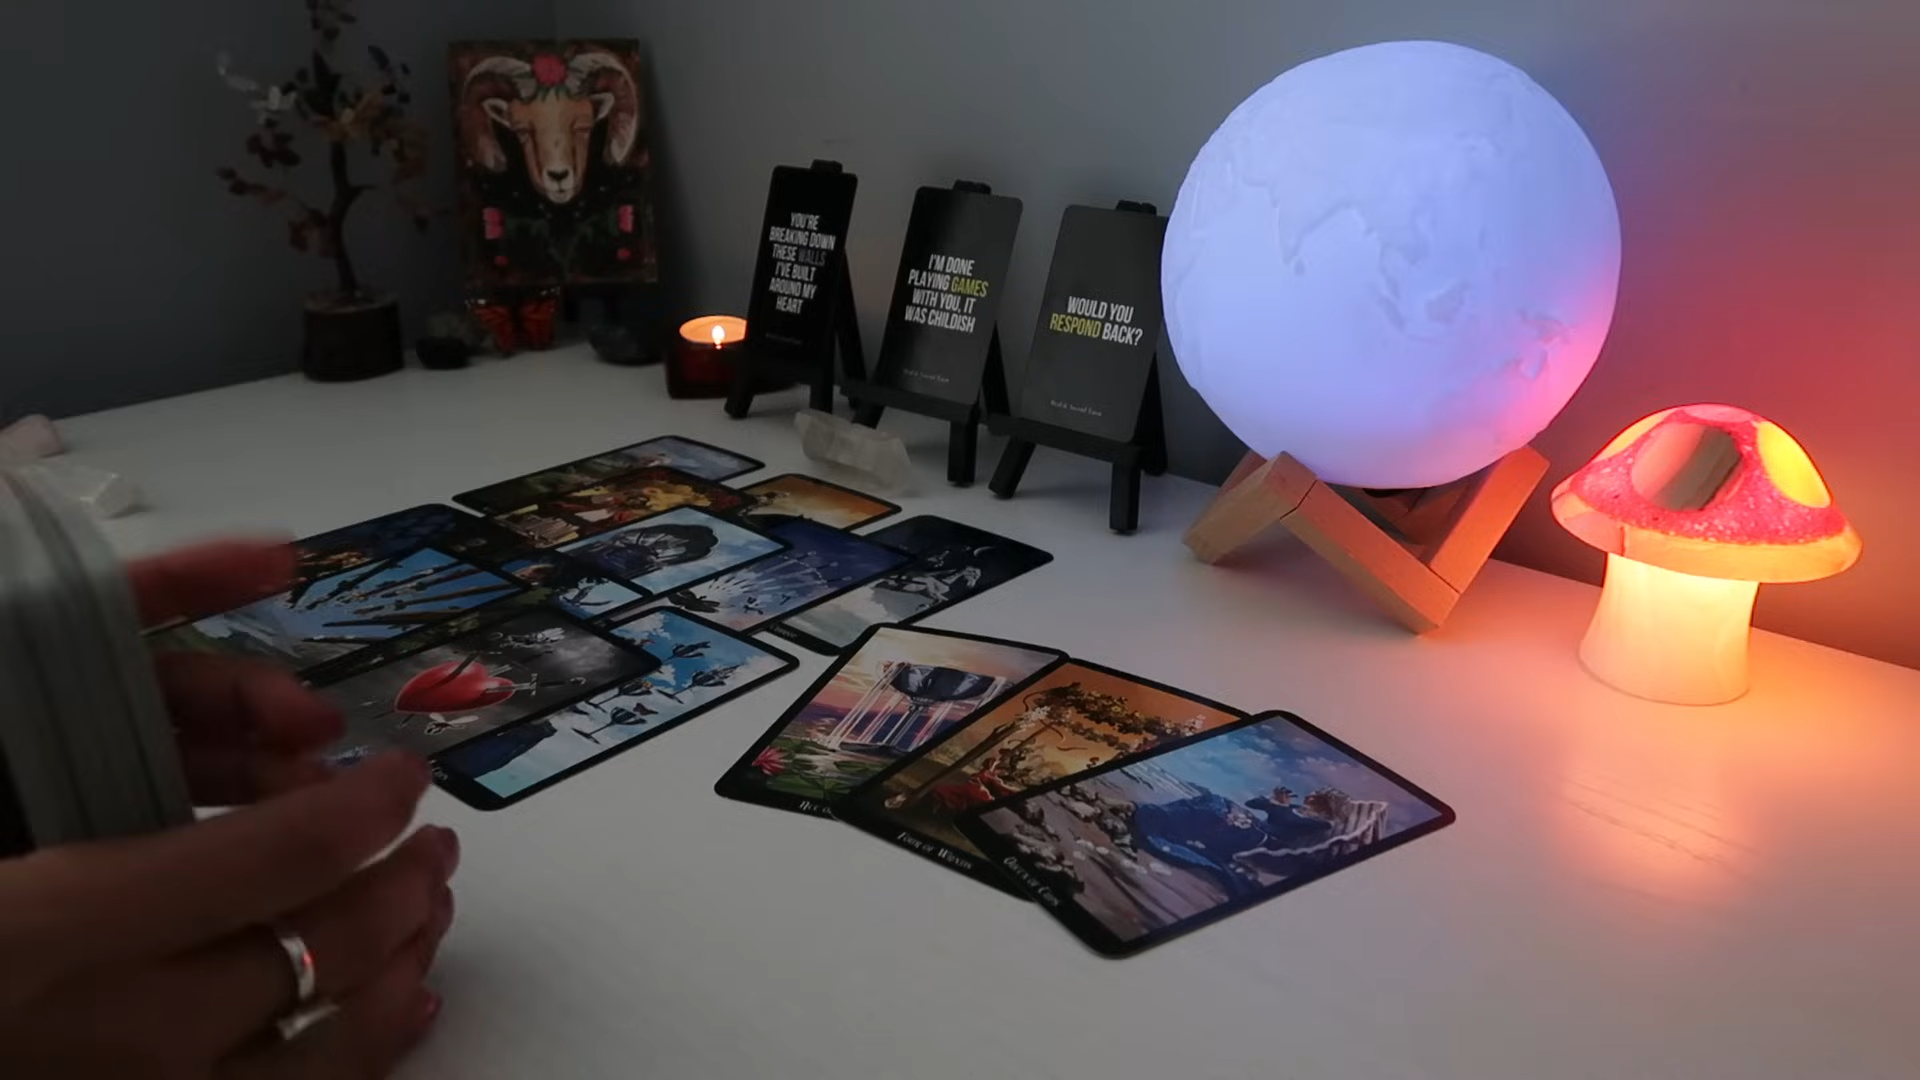 YOU'RE
BREAKING DOWN
THESE WALLS
I'VE BUILT
AROUND MY
HEART
I'M DONE
PLAYING GAMES
WITH YOU, IT
WAS CHILDISH
WOULD YOU
RESPOND BACK?
FOUR OF WANDS
QUEEN OF CUPS